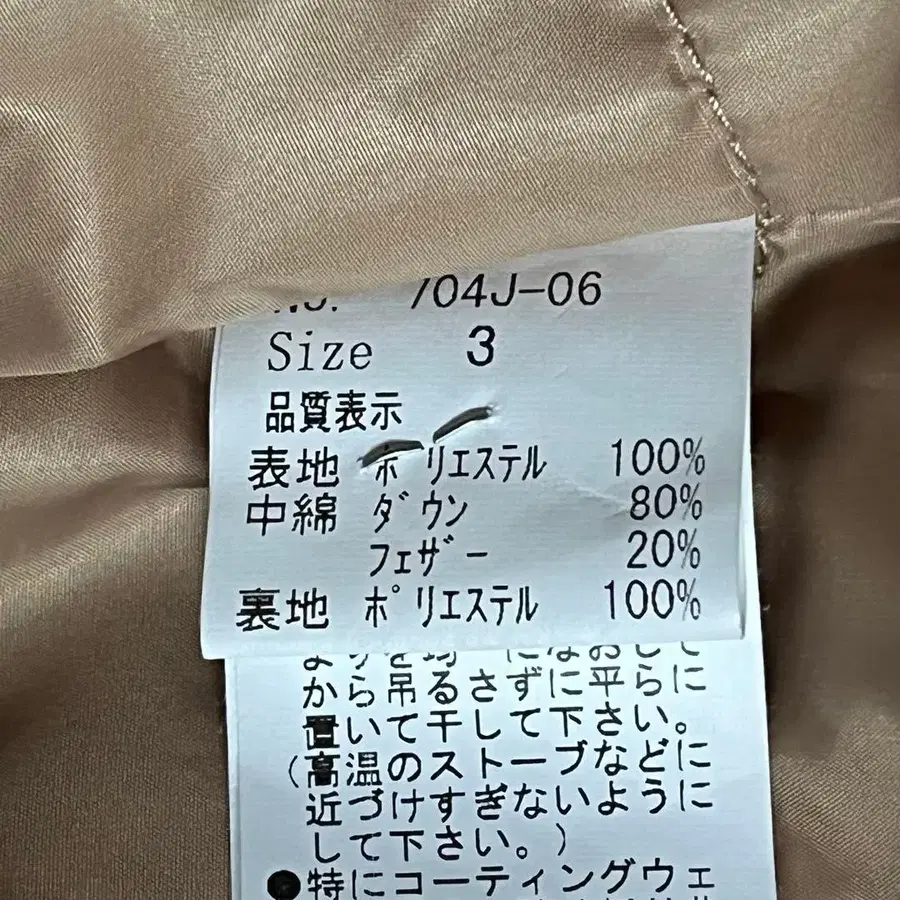 No. 704J-06
Size 3
品質表示
表地 ポリエステル 100%
中綿 ダウン 80%
フェザー 20%
裏地 ポリエステル 100%
から吊るさずに平らに
置いて干して下さい。
(高温のストーブなどに
近づけすぎないように
して下さい。)
●特にコーティングウェ